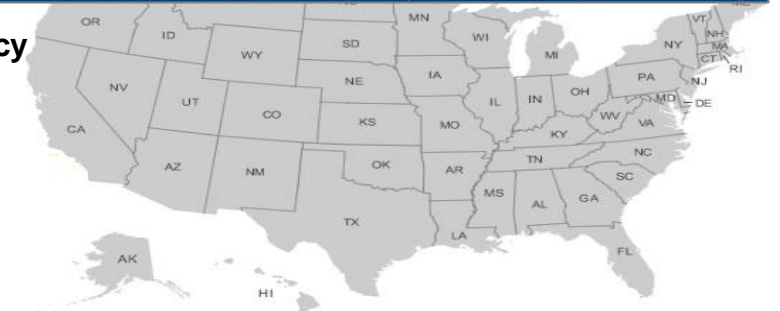 cy
OR
ID
WY
SD
MN
WI
MI
NY
VT
NH
MA
CT
RI
NV
UT
CO
NE
IA
IL
IN
OH
PA
NJ
MD
DE
CA
KS
MO
KY
WV
VA
AZ
NM
OK
AR
TN
NC
SC
TX
LA
MS
AL
GA
FL
AK
HI